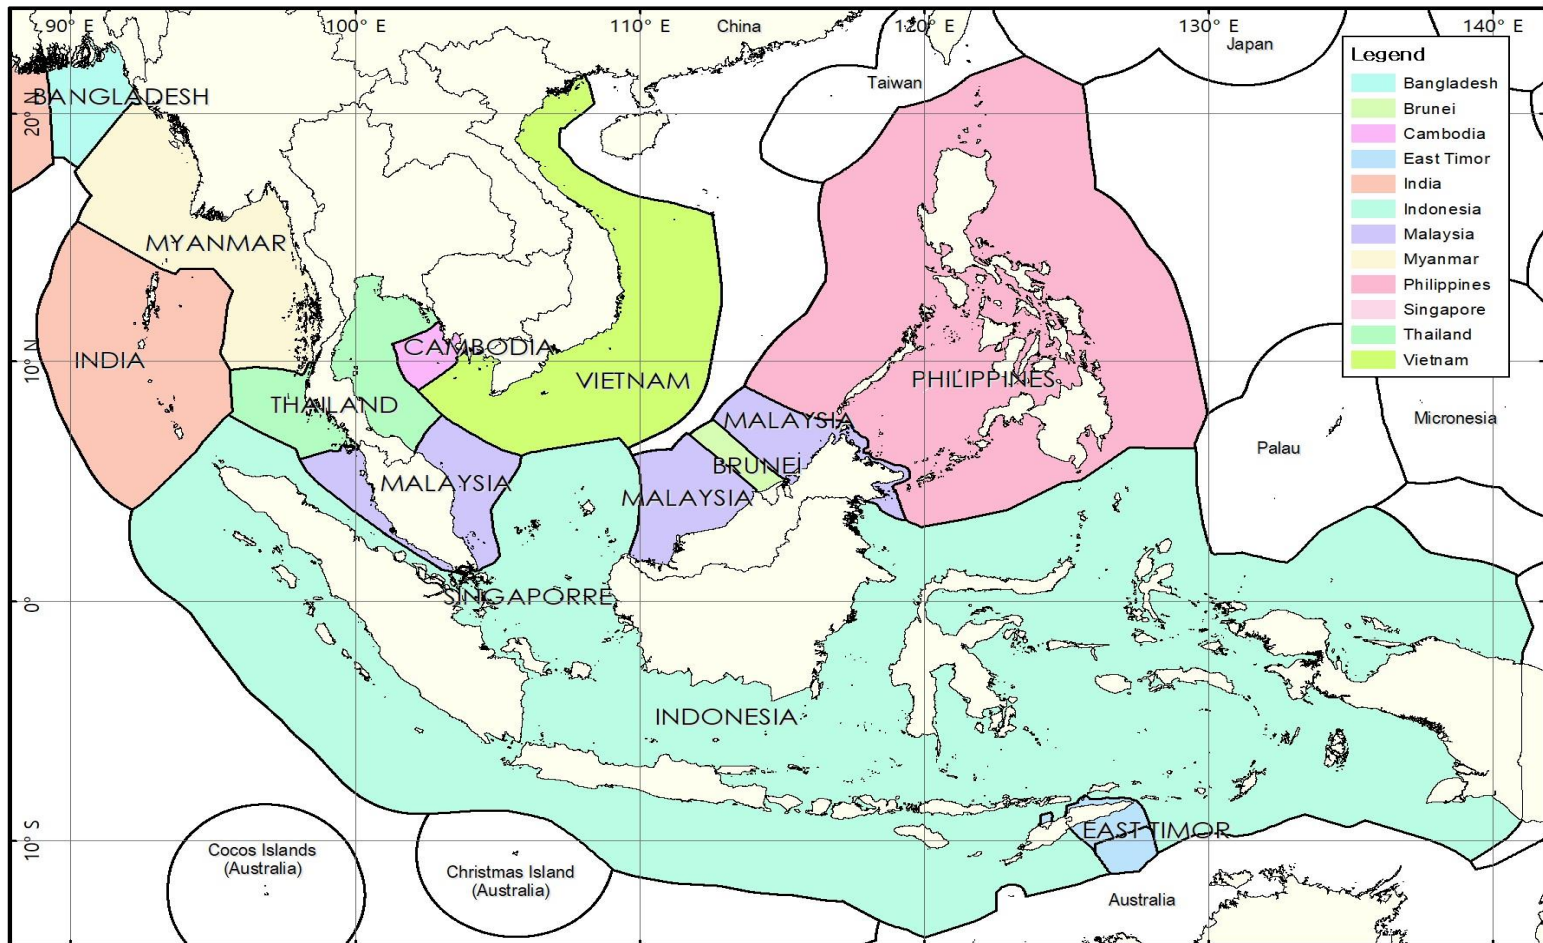 90° E
100° E
110° E
120° E
130° E
140° E
China
Japan
Taiwan
Legend
Bangladesh
Brunei
Cambodia
East Timor
India
Indonesia
Malaysia
Myanmar
Philippines
Singapore
Thailand
Vietnam
BANGLADESH
20° N
MYANMAR
INDIA
10° N
CAMBODIA
VIETNAM
PHILIPPINES
THAILAND
MALAYSIA
Micronesia
Palau
BRUNEI
MALAYSIA
MALAYSIA
SINGAPORRE
0°
INDONESIA
EAST TIMOR
10° S
Cocos Islands
(Australia)
Christmas Island
(Australia)
Australia